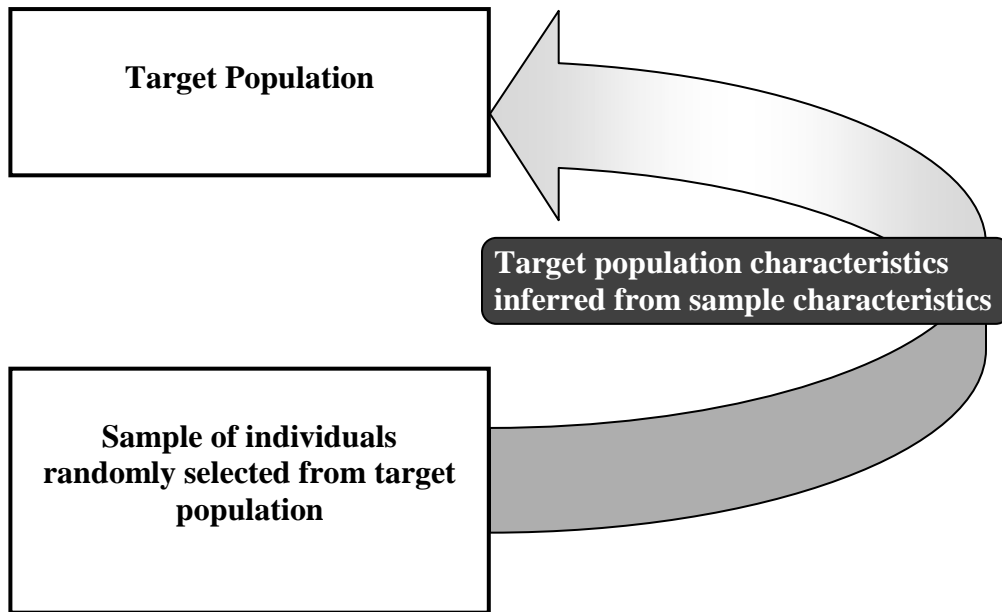 Target Population
Target population characteristics
inferred from sample characteristics
Sample of individuals
randomly selected from target
population